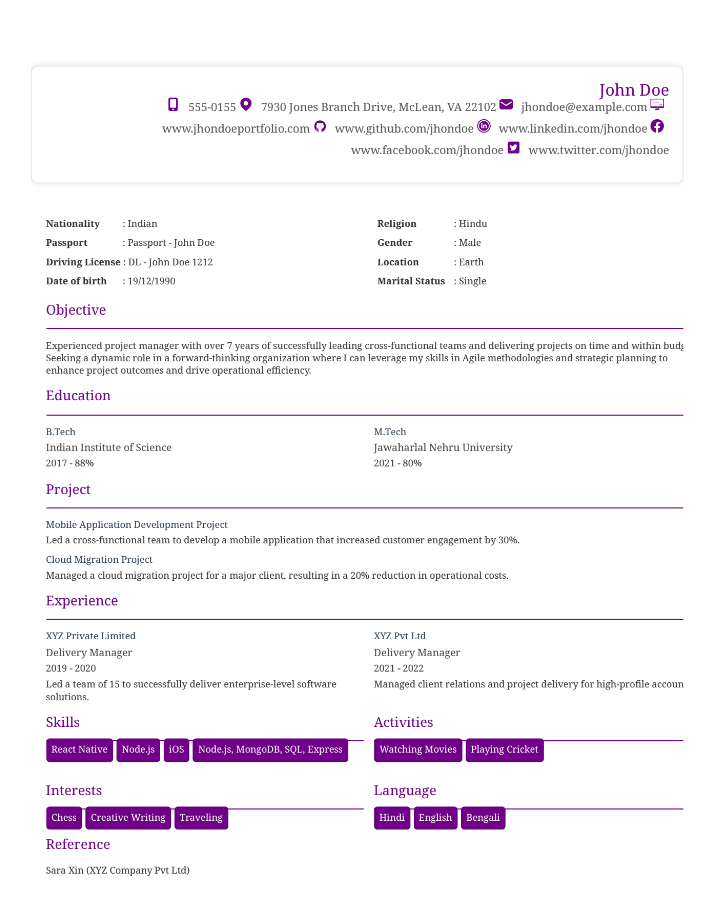 John Doe
555-0155 7930 Jones Branch Drive, McLean, VA 22102 jhondoe@example.com
www.jhondoeportfolio.com www.github.com/jhondoe www.linkedin.com/jhondoe
www.facebook.com/jhondoe www.twitter.com/jhondoe
Nationality : Indian
Religion : Hindu
Passport : Passport - John Doe
Gender : Male
Driving License : DL - John Doe 1212
Location : Earth
Date of birth : 19/12/1990
Marital Status : Single
Objective
Experienced project manager with over 7 years of successfully leading cross-functional teams and delivering projects on time and within
Seeking a dynamic role in a forward-thinking organization where I can leverage my skills in Agile methodologies and strategic planning to
enhance project outcomes and drive operational efficiency.
Education
B.Tech
Indian Institute of Science
2017 - 88%
M.Tech
Jawaharlal Nehru University
2021 - 80%
Project
Mobile Application Development Project
Led a cross-functional team to develop a mobile application that increased customer engagement by 30%.
Cloud Migration Project
Managed a cloud migration project for a major client, resulting in a 20% reduction in operational costs.
Experience
XYZ Private Limited
Delivery Manager
2019 - 2020
Led a team of 15 to successfully deliver enterprise-level software
solutions.
XYZ Pvt Ltd
Delivery Manager
2021 - 2022
Managed client relations and project delivery for high-profile accoun
Skills
React Native Node.js iOS Node.js, MongoDB, SQL, Express
Activities
Watching Movies Playing Cricket
Interests
Chess Creative Writing Traveling
Language
Hindi English Bengali
Reference
Sara Xin (XYZ Company Pvt Ltd)